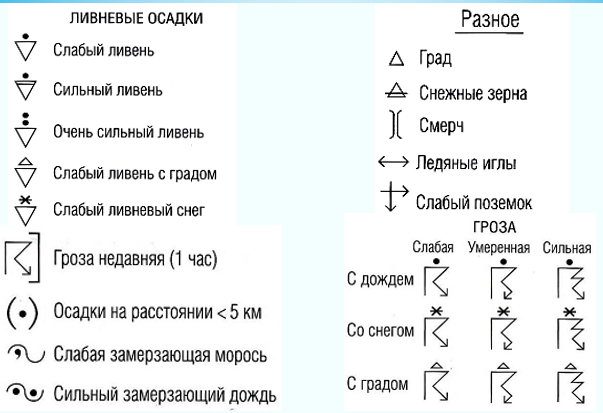 ЛИВНЕВЫЕ ОСАДКИ
Слабый ливень
Сильный ливень
Очень сильный ливень
Слабый ливень с градом
Слабый ливневый снег
Гроза недавняя (1 час)
Осадки на расстоянии < 5 км
Слабая замерзающая морось
Сильный замерзающий дождь
Разное
Град
Снежные зерна
Смерч
Ледяные иглы
Слабый поземок
ГРОЗА
Слабая Умеренная Сильная
С дождем
Со снегом
С градом